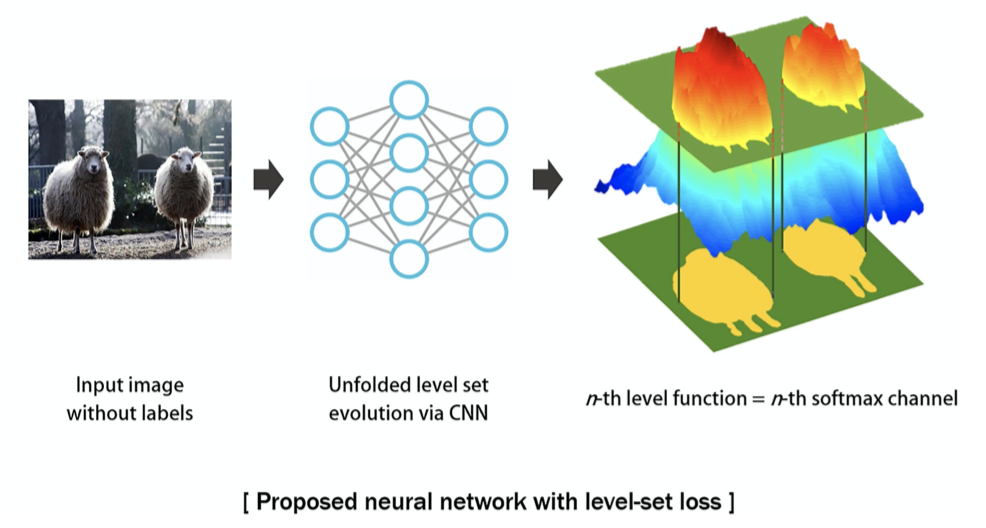 Input image
without labels
Unfolded level set
evolution via CNN
n-th level function = n-th softmax channel
[ Proposed neural network with level-set loss ]